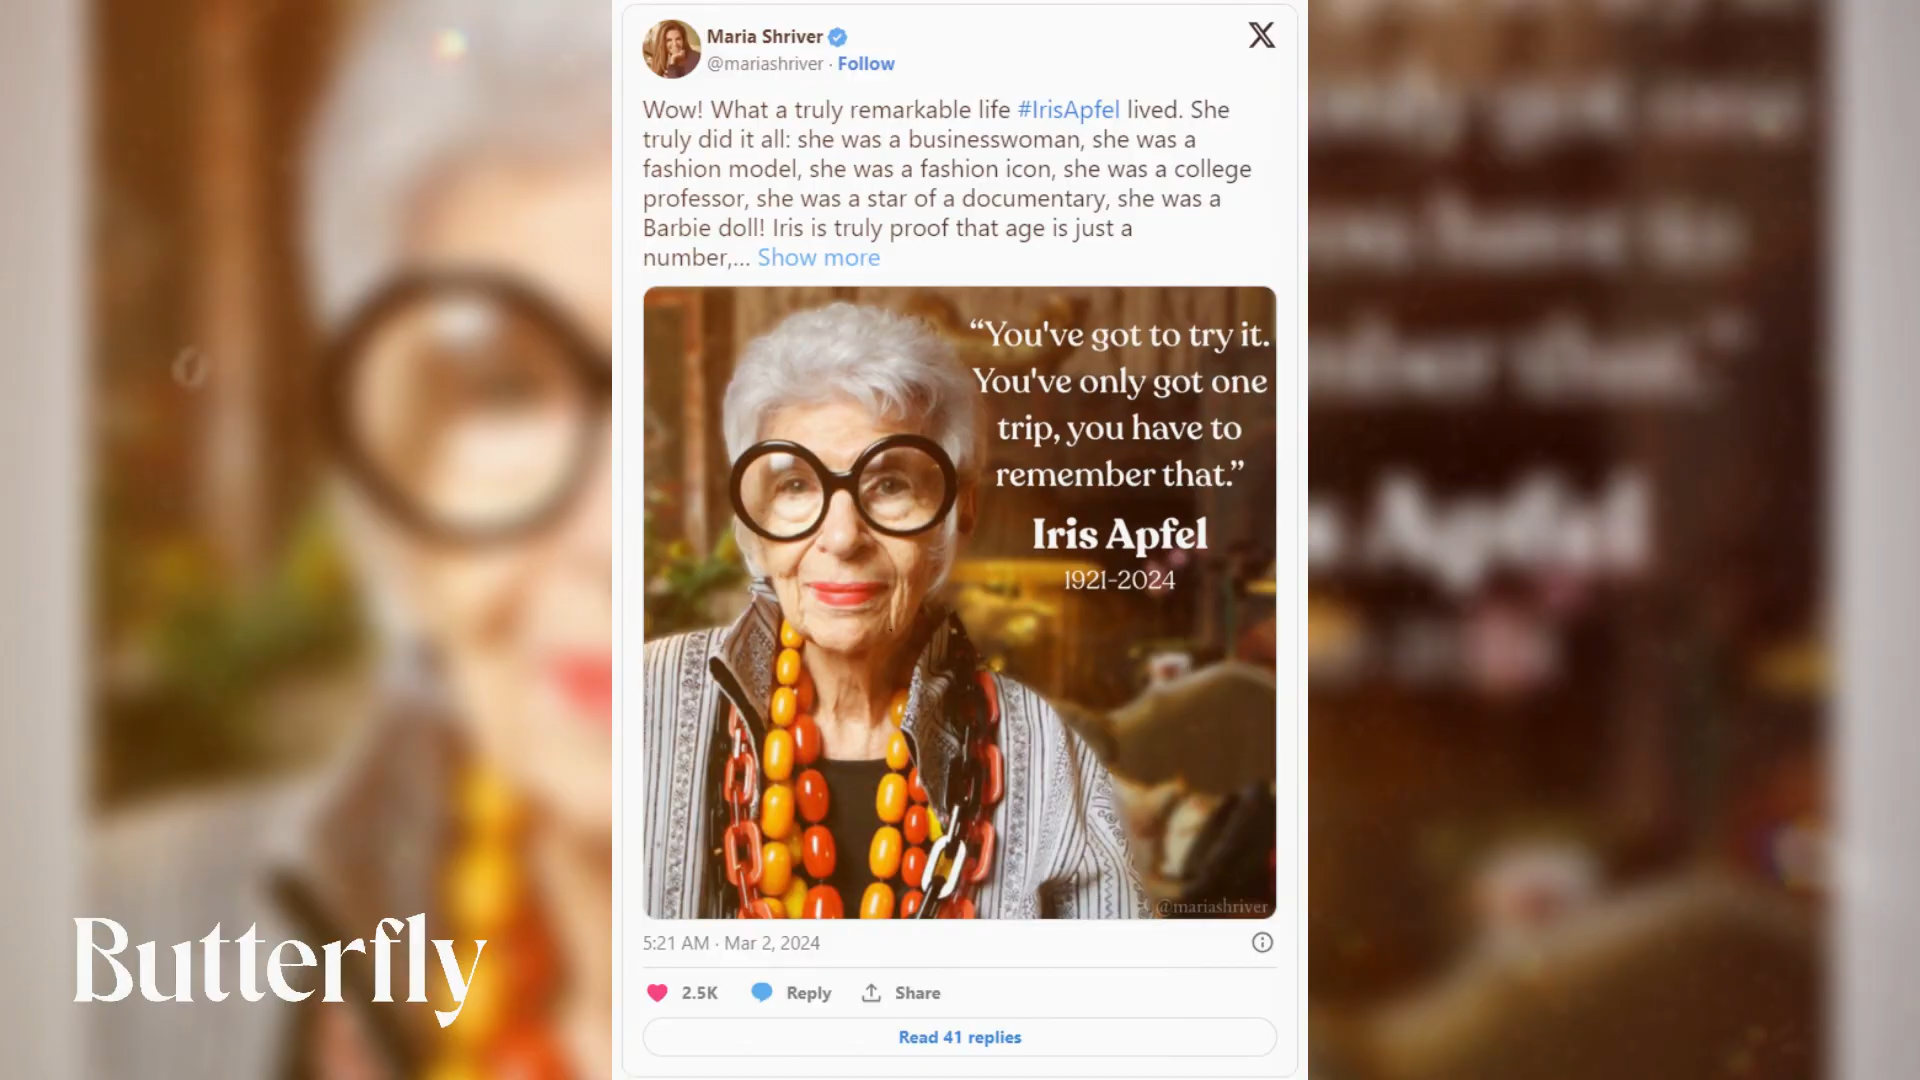 Maria Shriver
@mariashriver · Follow
Wow! What a truly remarkable life #IrisApfel lived. She
truly did it all: she was a businesswoman, she was a
fashion model, she was a fashion icon, she was a college
professor, she was a star of a documentary, she was a
Barbie doll! Iris is truly proof that age is just a
number,... Show more
“You've got to try it.
You've only got one
trip, you have to
remember that.”
Iris Apfel
1921-2024
@mariashriver
5:21 AM · Mar 2, 2024
2.5K Reply Share
Read 41 replies
Butterfly